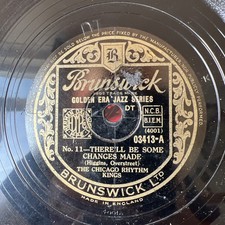 Brunswick
GOLDEN ERA JAZZ SERIES
DT
N.C.B.
B.I.E.M.
(4001)
03413-A
No. 11—THERE'LL BE SOME
CHANGES MADE
(Higgins, Overstreet)
THE CHICAGO RHYTHM
KINGS
BRUNSWICK LTD
MADE IN ENGLAND